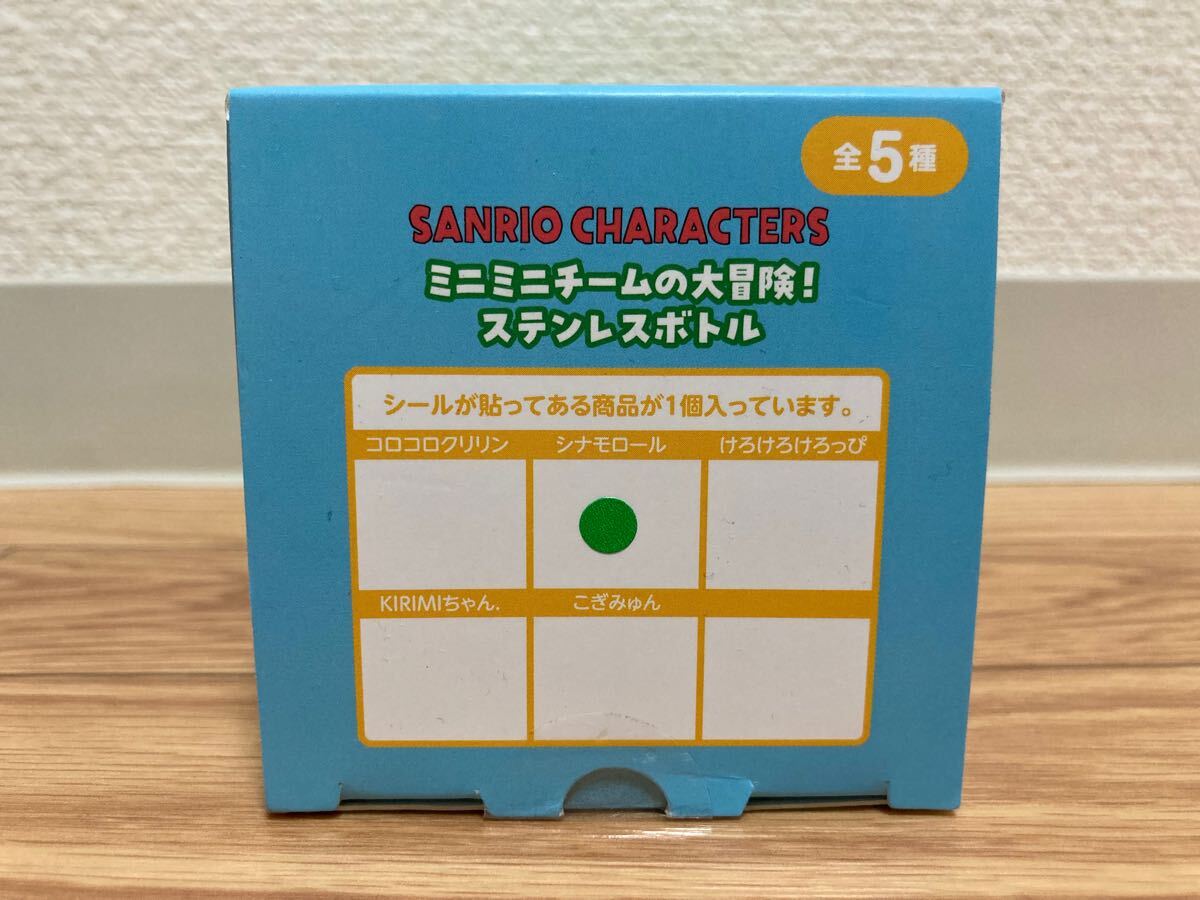 全5種
SANRIO CHARACTERS
ミニミニチームの大冒険!
ステンレスボトル
シールが貼ってある商品が1個入っています。
コロコロクリリン シナモロール けろけろけろっぴ
KIRIMIちゃん. こぎみゅん